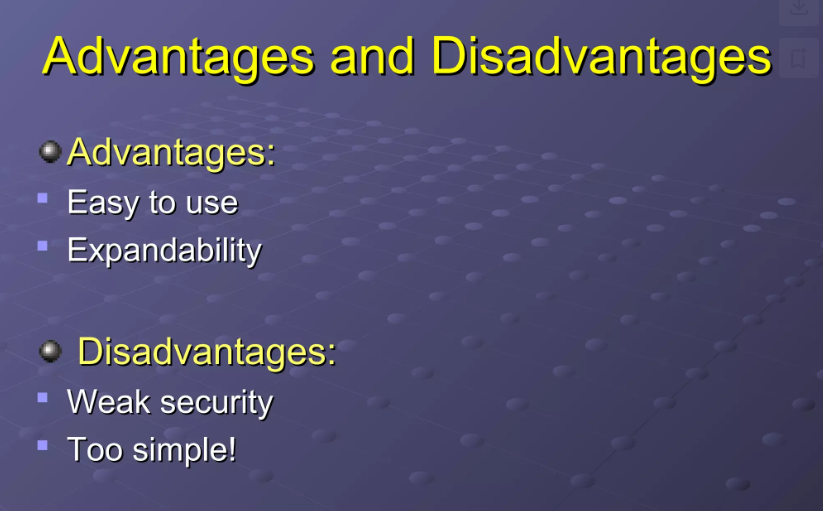 Advantages and Disadvantages
Advantages:
Easy to use
Expandability
Disadvantages:
Weak security
Too simple!